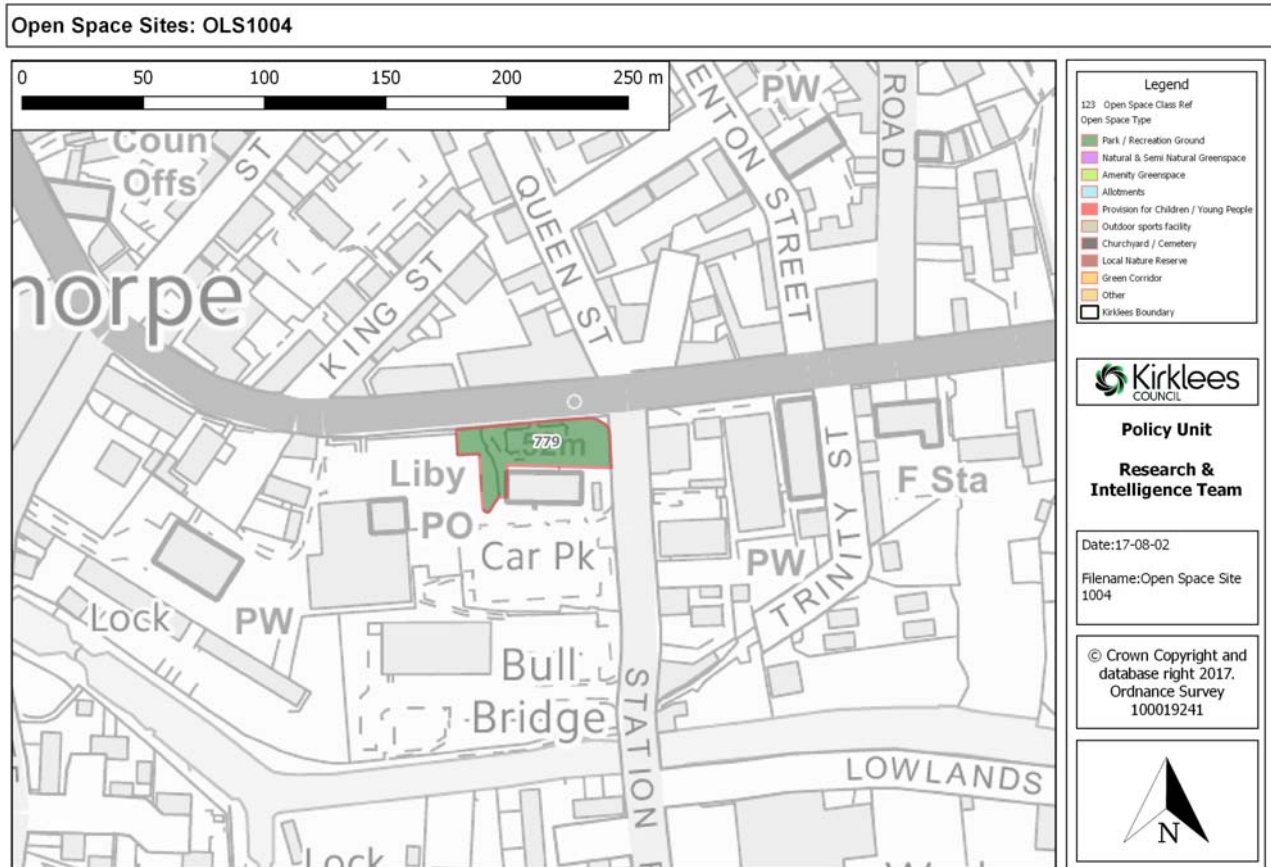 Open Space Sites: OLS1004
0 50 100 150 200 250 m
Coun
Offs
ST
horpe
KING ST
QUEEN ST
ENTON STREET
PW
ROAD
779
52m
Liby
PO
Car Pk
F Sta
TRINITY ST
PW
Lock
PW
Bull
Bridge
STATION
LOWLANDS
Lock
Legend
123 Open Space Class Ref
Open Space Type
Park / Recreation Ground
Natural & Semi Natural Greenspace
Amenity Greenspace
Allotments
Provision for Children / Young People
Outdoor sports facility
Churchyard / Cemetery
Local Nature Reserve
Green Corridor
Other
Kirklees Boundary
Kirklees
COUNCIL
Policy Unit
Research &
Intelligence Team
Date:17-08-02
Filename:Open Space Site
1004
© Crown Copyright and
database right 2017.
Ordnance Survey
100019241
N